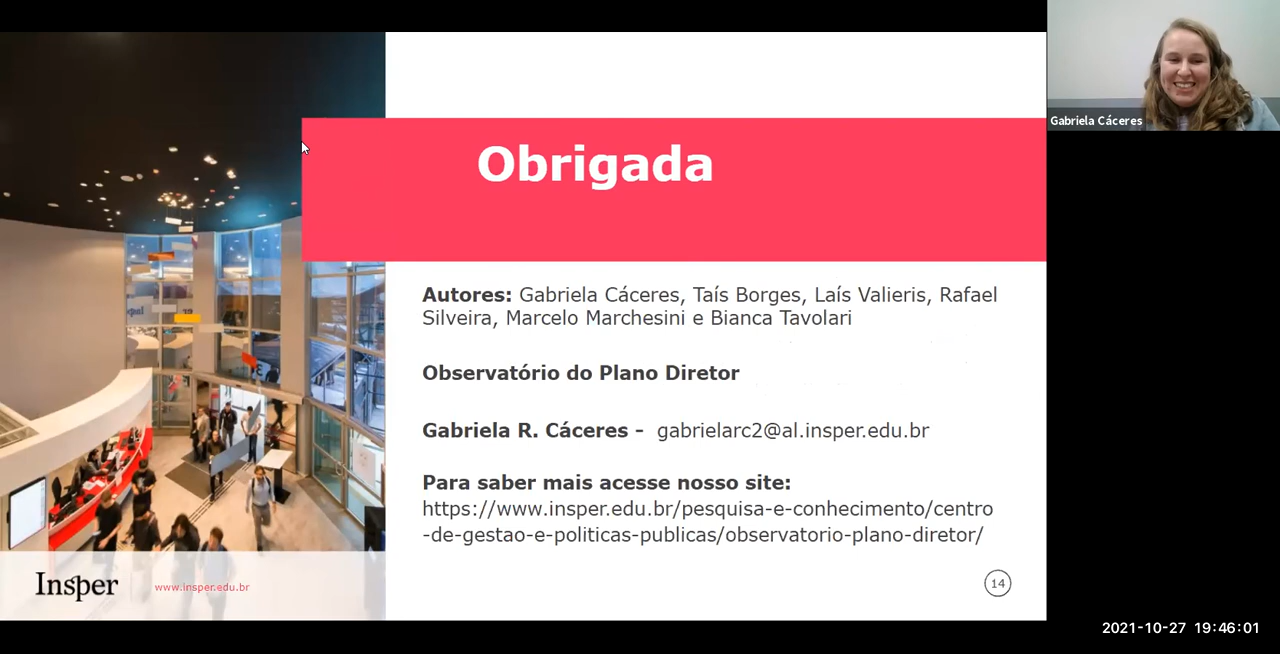 Obrigada
Gabriela Cáceres
Autores: Gabriela Cáceres, Taís Borges, Laís Valieris, Rafael
Silveira, Marcelo Marchesini e Bianca Tavolari
Observatório do Plano Diretor
Gabriela R. Cáceres - gabrielarc2@al.insper.edu.br
Para saber mais acesse nosso site:
https://www.insper.edu.br/pesquisa-e-conhecimento/centro
-de-gestao-e-politicas-publicas/observatorio-plano-diretor/
Insper
www.insper.edu.br
14
2021-10-27 19:46:01